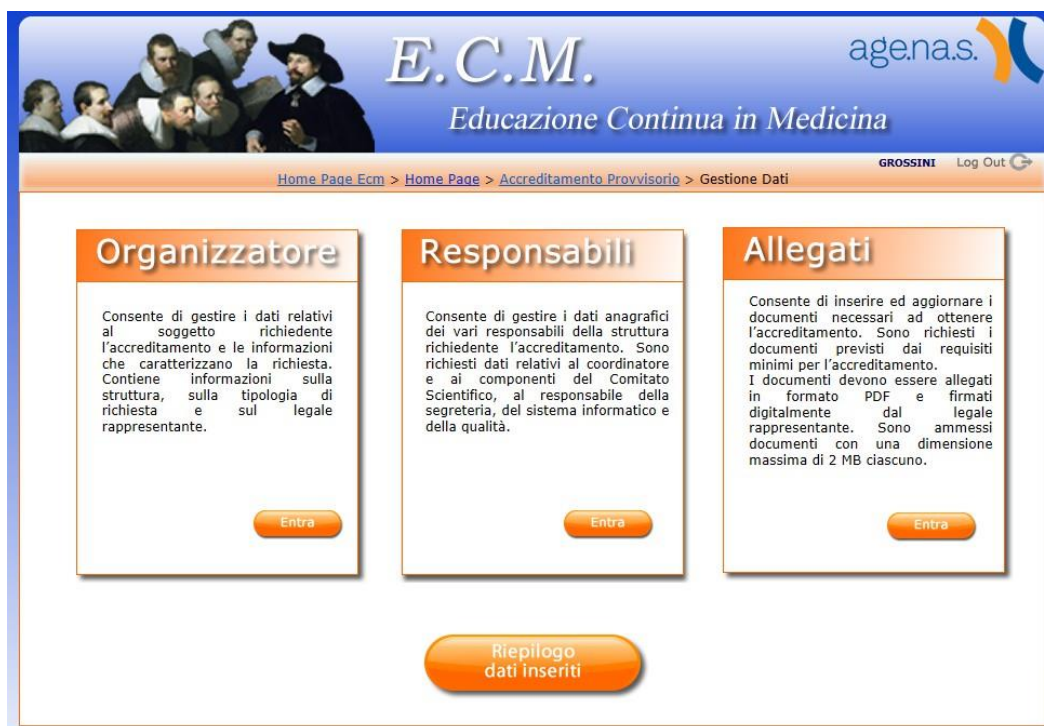 E.C.M.
agenas.
Educazione Continua in Medicina
GROSSINI Log Out
Home Page Ecm > Home Page > Accreditamento Provvisorio > Gestione Dati
Organizzatore
Consente di gestire i dati relativi
al soggetto richiedente
l'accreditamento e le informazioni
che caratterizzano la richiesta.
Contiene informazioni sulla
struttura, sulla tipologia di
richiesta e sul legale
rappresentante.
Entra
Responsabili
Consente di gestire i dati anagrafici
dei vari responsabili della struttura
richiedente l'accreditamento. Sono
richiesti dati relativi al coordinatore
e ai componenti del Comitato
Scientifico, al responsabile della
segreteria, del sistema informatico e
della qualità.
Entra
Allegati
Consente di inserire ed aggiornare i
documenti necessari ad ottenere
l'accreditamento. Sono richiesti i
documenti previsti dai requisiti
minimi per l'accreditamento.
I documenti devono essere allegati
in formato PDF e firmati
digitalmente dal legale
rappresentante. Sono ammessi
documenti con una dimensione
massima di 2 MB ciascuno.
Entra
Riepilogo
dati inseriti